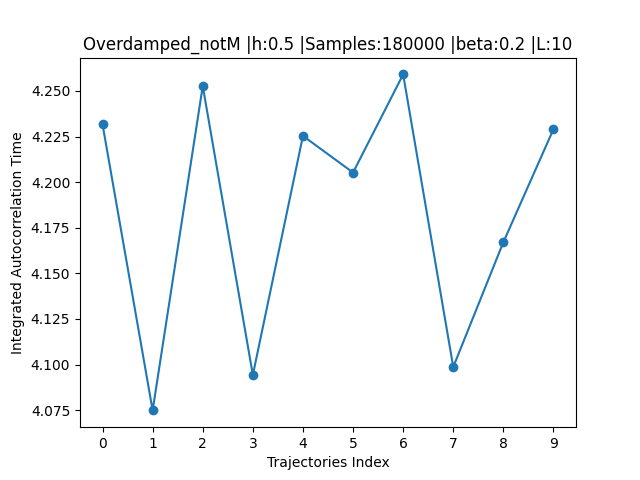 Overdamped_notM |h:0.5 |Samples:180000 |beta:0.2 |L:10
Integrated Autocorrelation Time
4.250
4.225
4.200
4.175
4.150
4.125
4.100
4.075
0 1 2 3 4 5 6 7 8 9
Trajectories Index